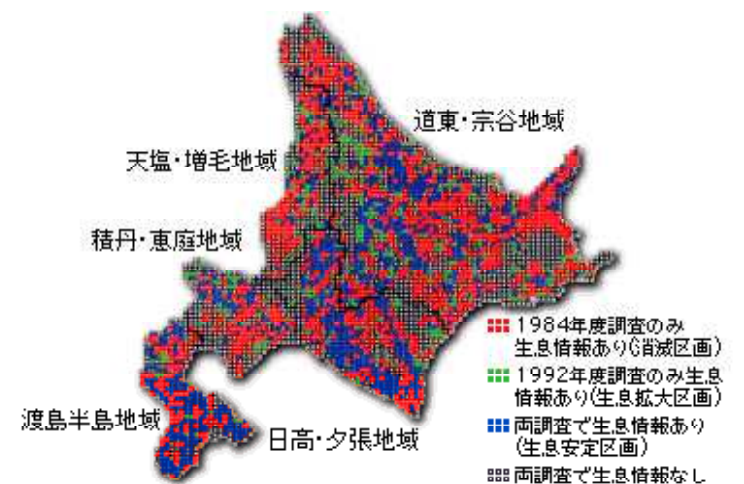 道東・宗谷地域
天塩・増毛地域
積丹・恵庭地域
1984年度調査のみ
生息情報あり(消滅区画)
1992年度調査のみ生息
情報あり(生息拡大区画)
両調査で生息情報あり
(生息安定区画)
両調査で生息情報なし
渡島半島地域
日高・夕張地域